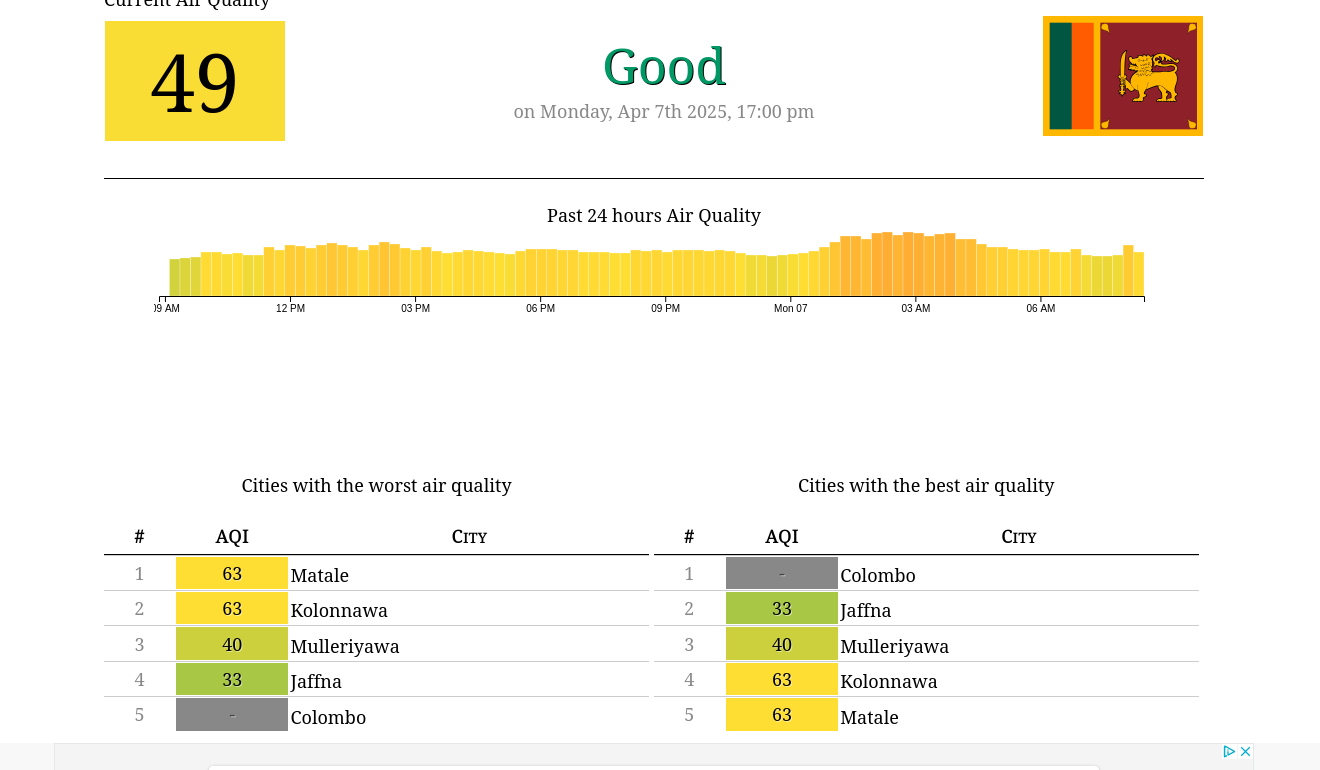 Current Air Quality
49
Good
on Monday, Apr 7th 2025, 17:00 pm
Past 24 hours Air Quality
09 AM 12 PM 03 PM 06 PM 09 PM Mon 07 03 AM 06 AM
Cities with the worst air quality
# AQI City
1 63 Matale
2 63 Kolonnawa
3 40 Mulleriyawa
4 33 Jaffna
5 - Colombo
Cities with the best air quality
# AQI City
1 - Colombo
2 33 Jaffna
3 40 Mulleriyawa
4 63 Kolonnawa
5 63 Matale